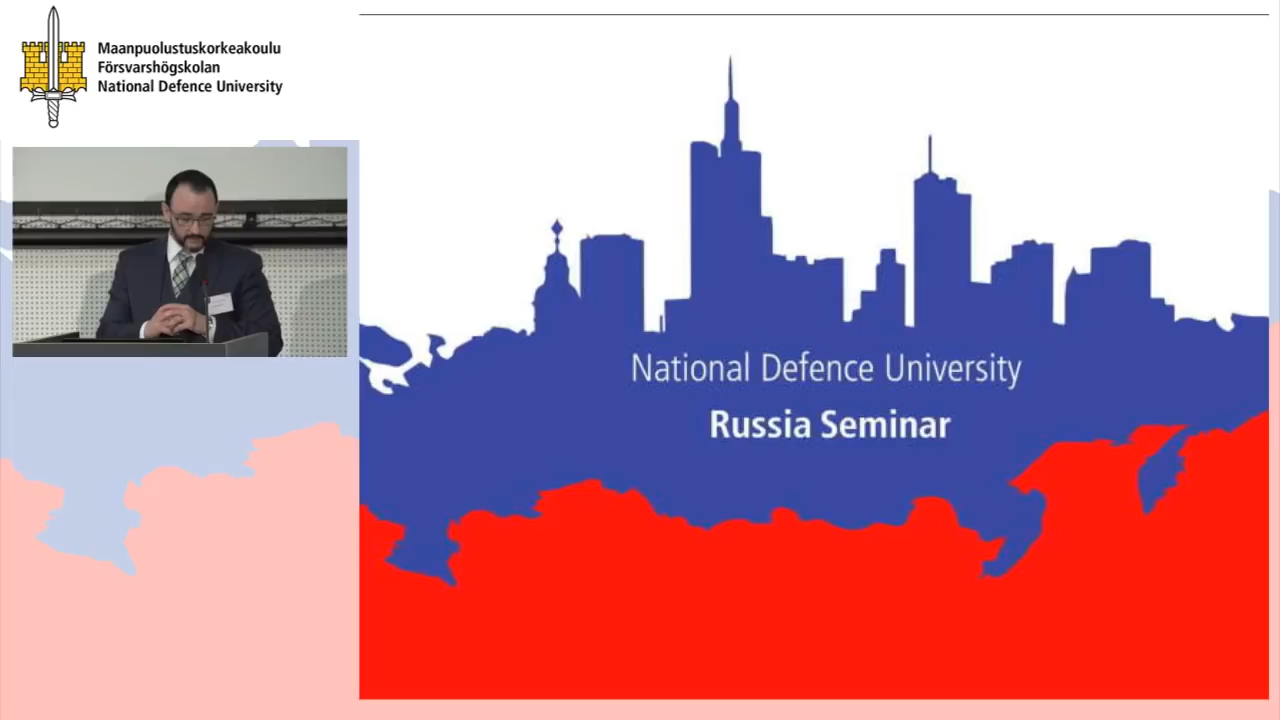 Maanpuolustuskorkeakoulu
Försvarshögskolan
National Defence University
National Defence University
Russia Seminar